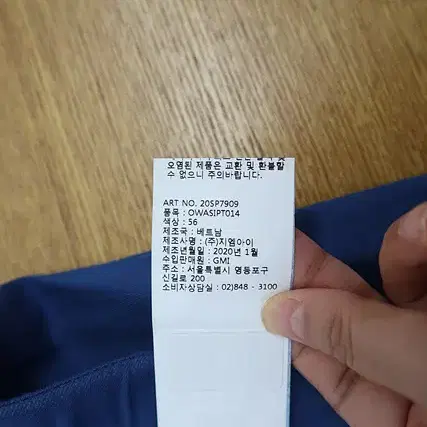 오염된 제품은 교환 및 환불할
수 없으니 주의바랍니다.
ART NO. 20SP7909
품목 : OWASIPT014
색상 : 56
제조국 : 베트남
제조사명 : (주)지엠아이
제조년월일 : 2020년 1월
수입판매원 : GMI
주소 : 서울특별시 영등포구
신길로 200
소비자상담실 : 02)848 - 3100